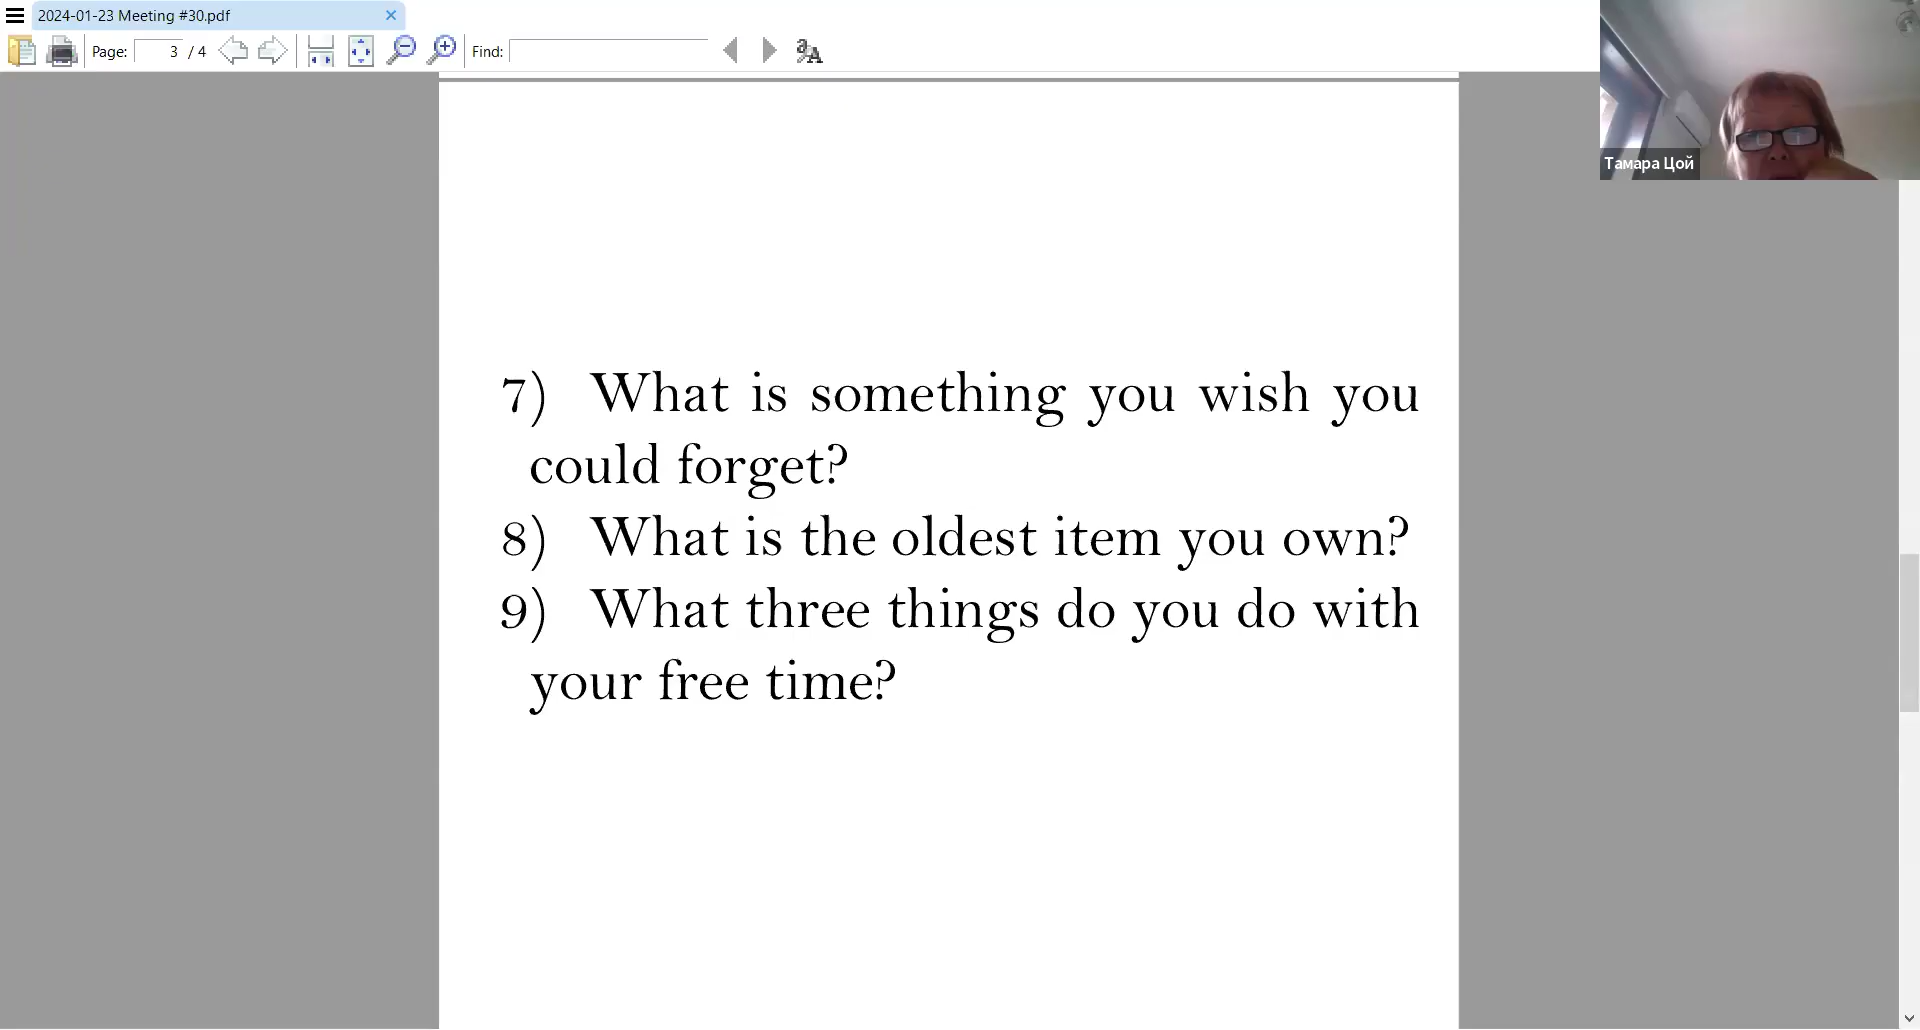 2024-01-23 Meeting #30.pdf
Page: 3 / 4 Find:
Тамара Цой
7) What is something you wish you
could forget?
8) What is the oldest item you own?
9) What three things do you do with
your free time?